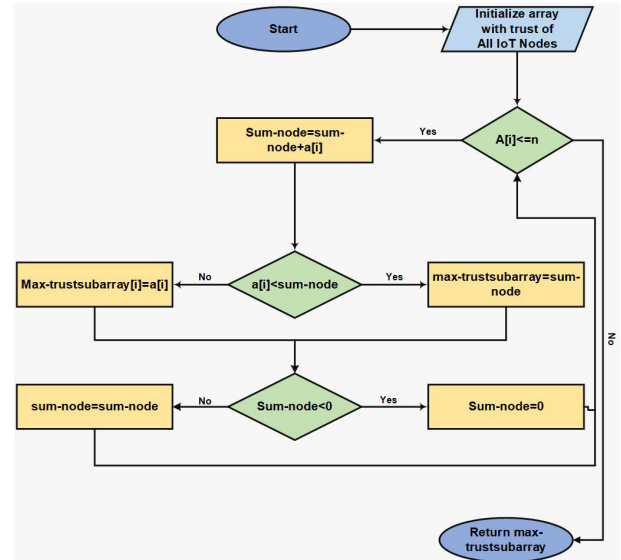 Start
Initialize array
with trust of
All IoT Nodes
Sum-node=sum-
node+a[i]
Yes
A[i]<=n
Max-trustsubarray[i]=a[i]
No
a[i]<sum-node
Yes
max-trustsubarray=sum-
node
No
sum-node=sum-node
No
Sum-node<0
Yes
Sum-node=0
Return max-
trustsubarray